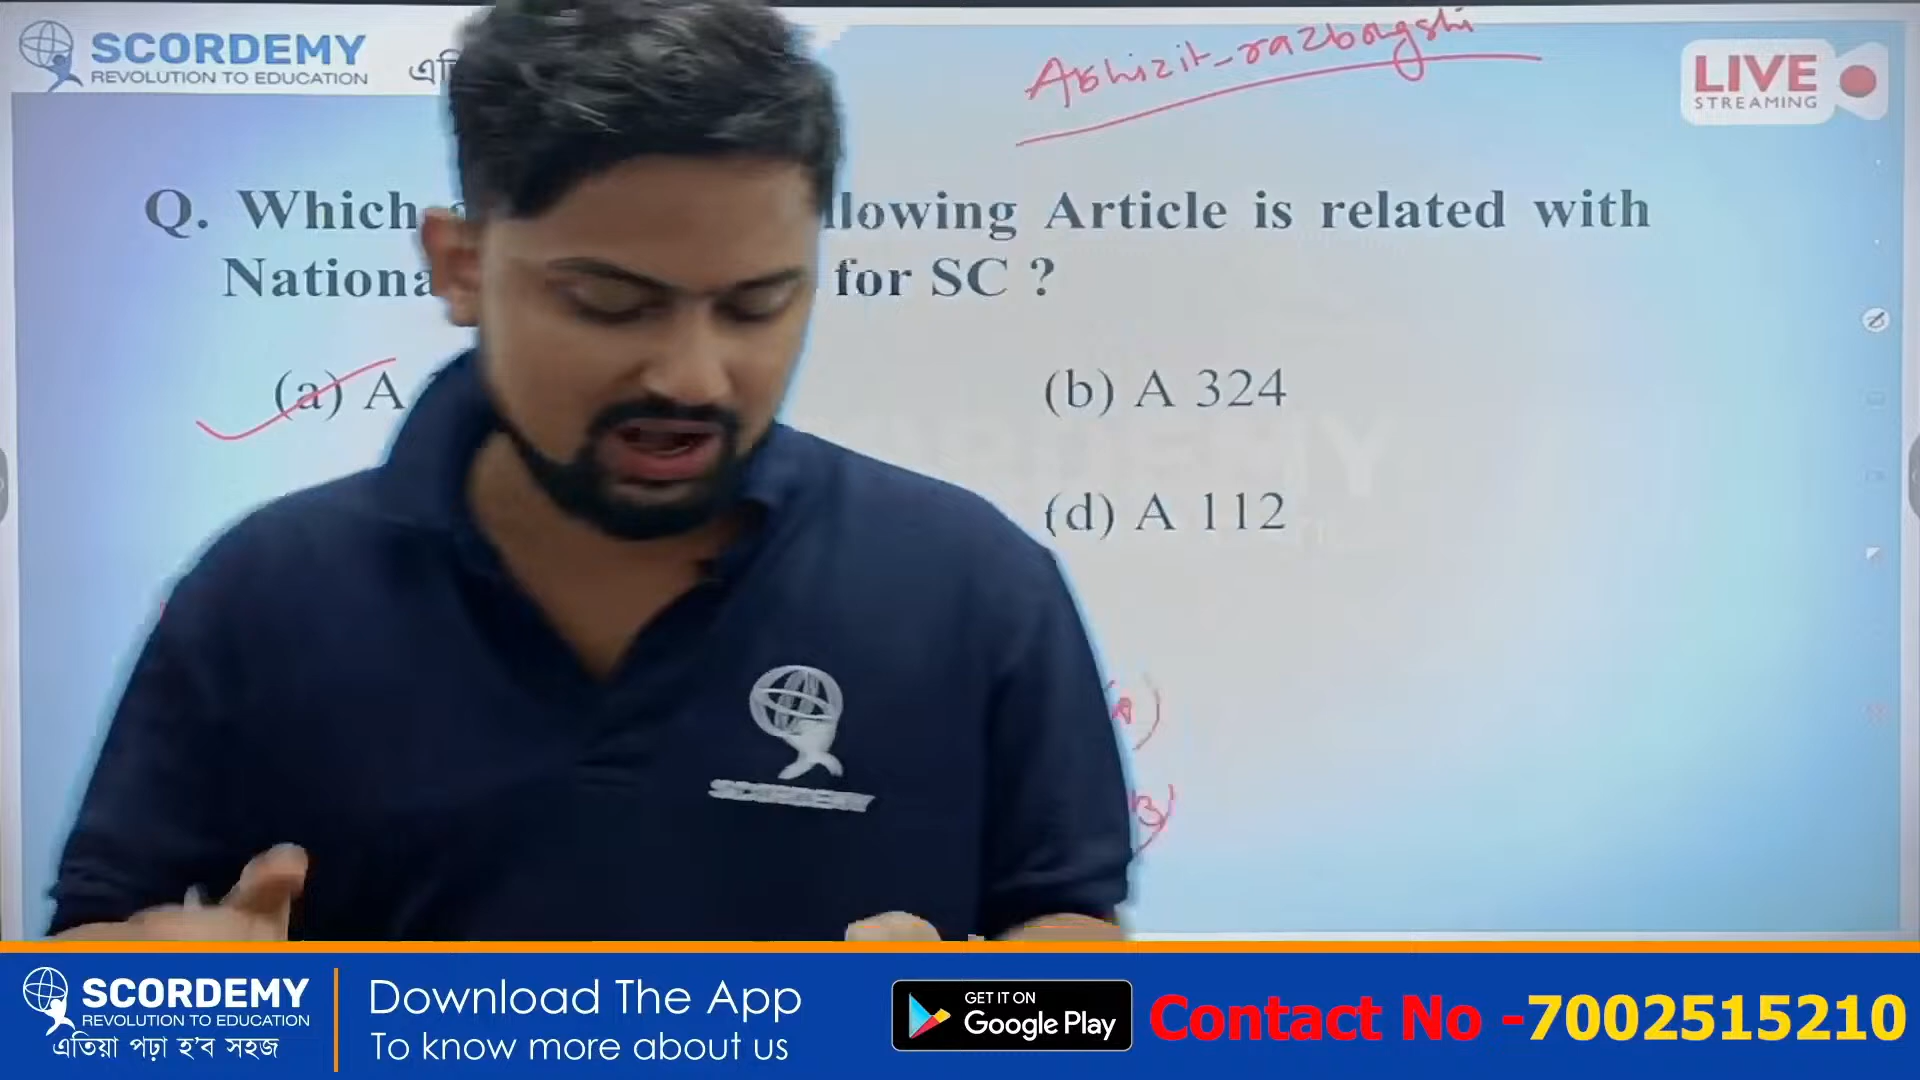 SCORDEMY
REVOLUTION TO EDUCATION
Abhizit-razbongshi
LIVE
STREAMING
Q. Which llowing Article is related with
Nationa for SC ?
(a) A
(b) A 324
(d) A 112
SCORDEMY
SCORDEMY
REVOLUTION TO EDUCATION
এতিয়া পঢ়া হ'ব সহজ
Download The App
To know more about us
GET IT ON
Google Play
Contact No -7002515210